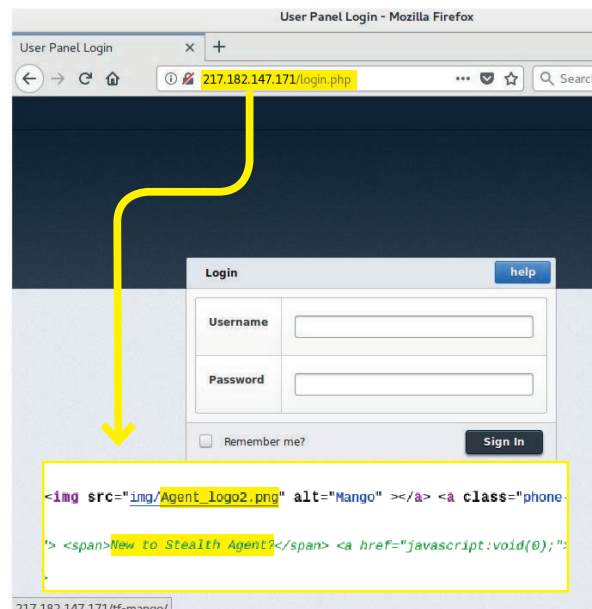 User Panel Login - Mozilla Firefox
User Panel Login × +
217.182.147.171/login.php ••• Search
Login help
Username
Password
Remember me? Sign In
<img src="img/Agent_logo2.png" alt="Mango" ></a> <a class="phone-
"> <span>New to Stealth Agent?</span> <a href="javascript:void(0);">
>
217.182.147.171/tf-mango/